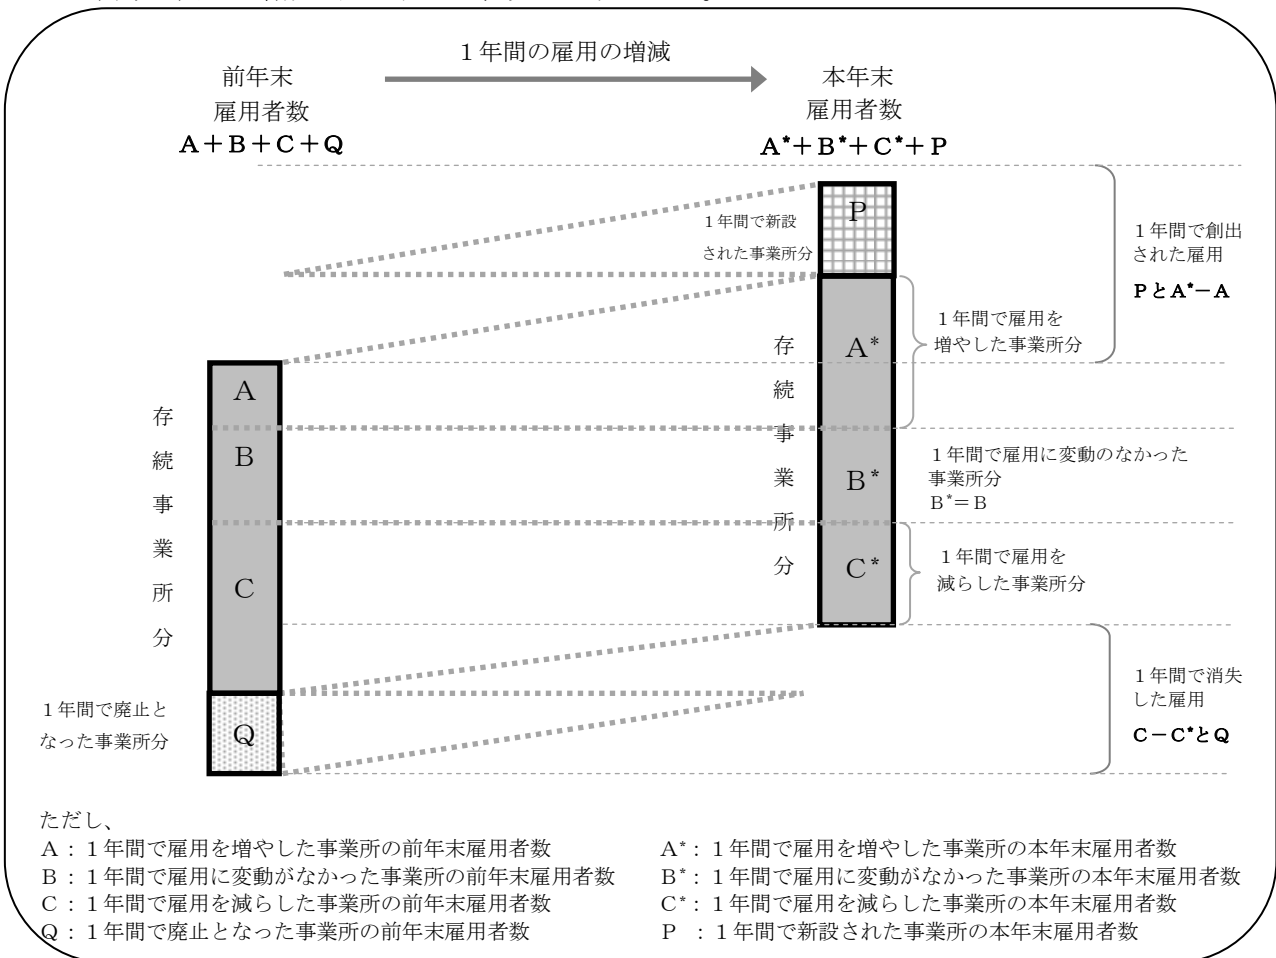 1年間の雇用の増減
前年末
雇用者数
A+B+C+Q
本年末
雇用者数
A*+B*+C*+P
P
1年間で新設
された事業所分
1年間で創出
された雇用
PとA*−A
1年間で雇用を
増やした事業所分
A*
A
B
C
存続事業所分
存続事業所分
B*
1年間で雇用に変動のなかった
事業所分
B*=B
C*
1年間で雇用を
減らした事業所分
1年間で廃止と
なった事業所分
Q
1年間で消失
した雇用
C−C*とQ
ただし、
A:1年間で雇用を増やした事業所の前年末雇用者数
B:1年間で雇用に変動がなかった事業所の前年末雇用者数
C:1年間で雇用を減らした事業所の前年末雇用者数
Q:1年間で廃止となった事業所の前年末雇用者数
A*:1年間で雇用を増やした事業所の本年末雇用者数
B*:1年間で雇用に変動がなかった事業所の本年末雇用者数
C*:1年間で雇用を減らした事業所の本年末雇用者数
P :1年間で新設された事業所の本年末雇用者数